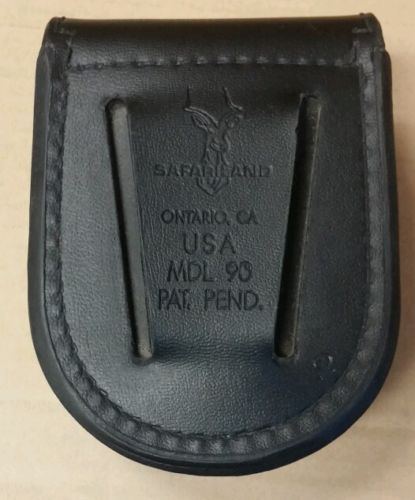 SAFARILAND
ONTARIO, CA
USA
MDL 90
PAT. PEND.